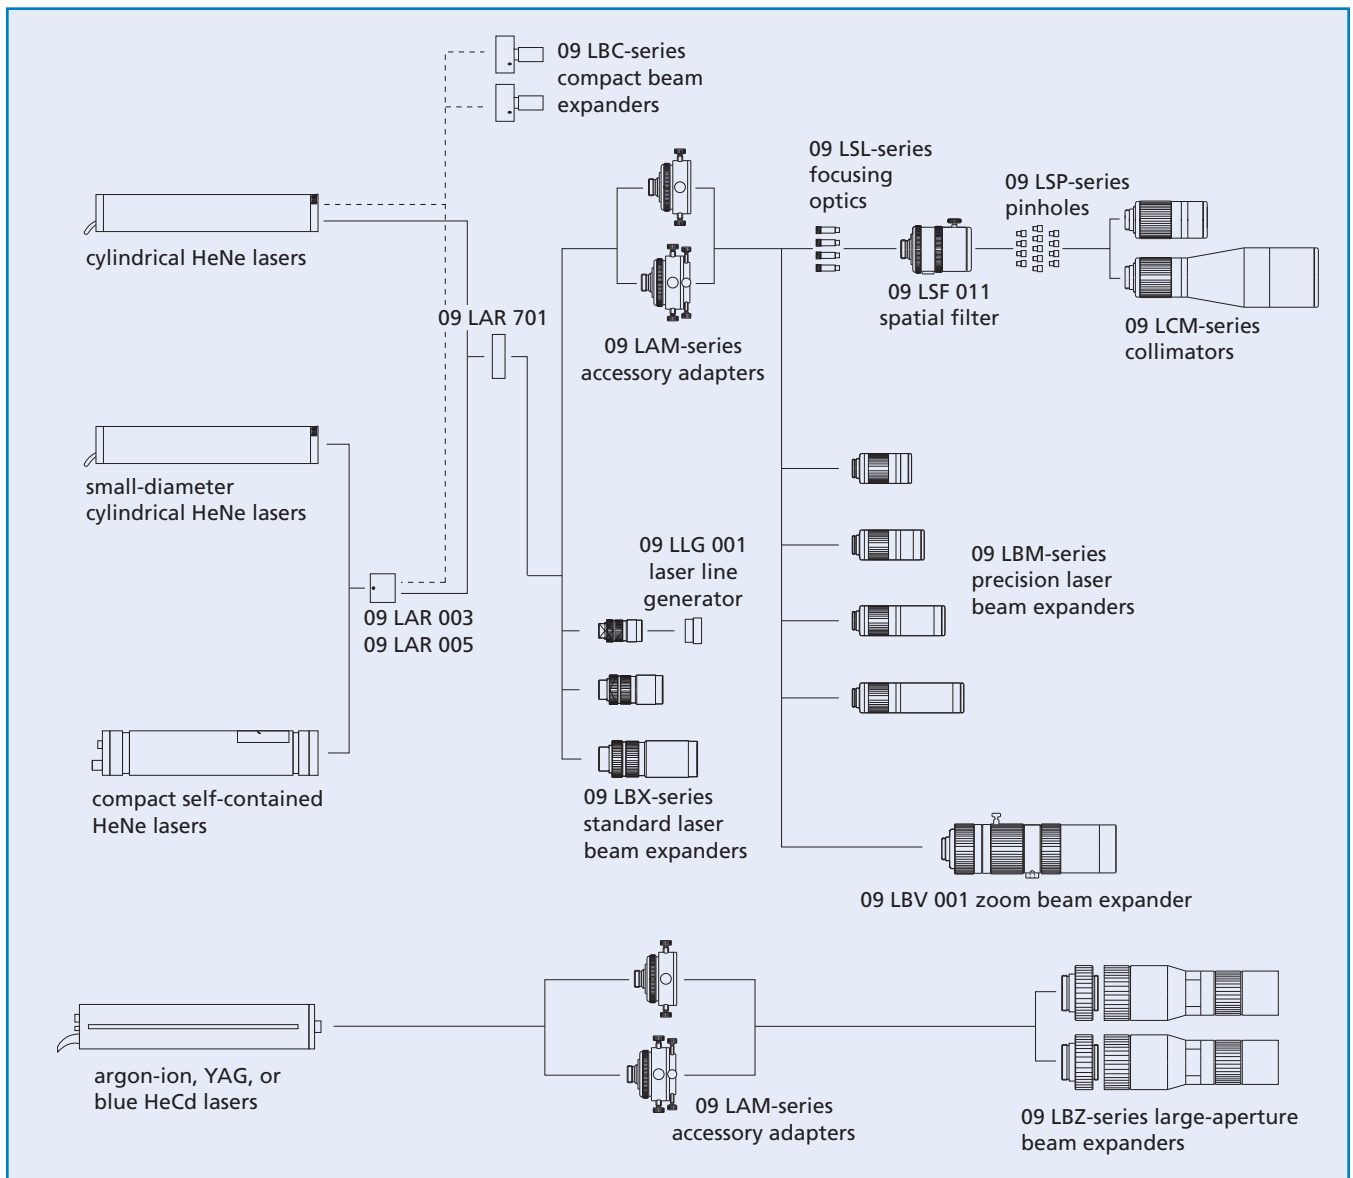 09 LBC-series
compact beam
expanders
09 LSL-series
focusing
optics
09 LSP-series
pinholes
cylindrical HeNe lasers
09 LSF 011
spatial filter
09 LAR 701
09 LCM-series
collimators
09 LAM-series
accessory adapters
small-diameter
cylindrical HeNe lasers
09 LLG 001
laser line
generator
09 LBM-series
precision laser
beam expanders
09 LAR 003
09 LAR 005
compact self-contained
HeNe lasers
09 LBX-series
standard laser
beam expanders
09 LBV 001 zoom beam expander
argon-ion, YAG, or
blue HeCd lasers
09 LAM-series
accessory adapters
09 LBZ-series large-aperture
beam expanders